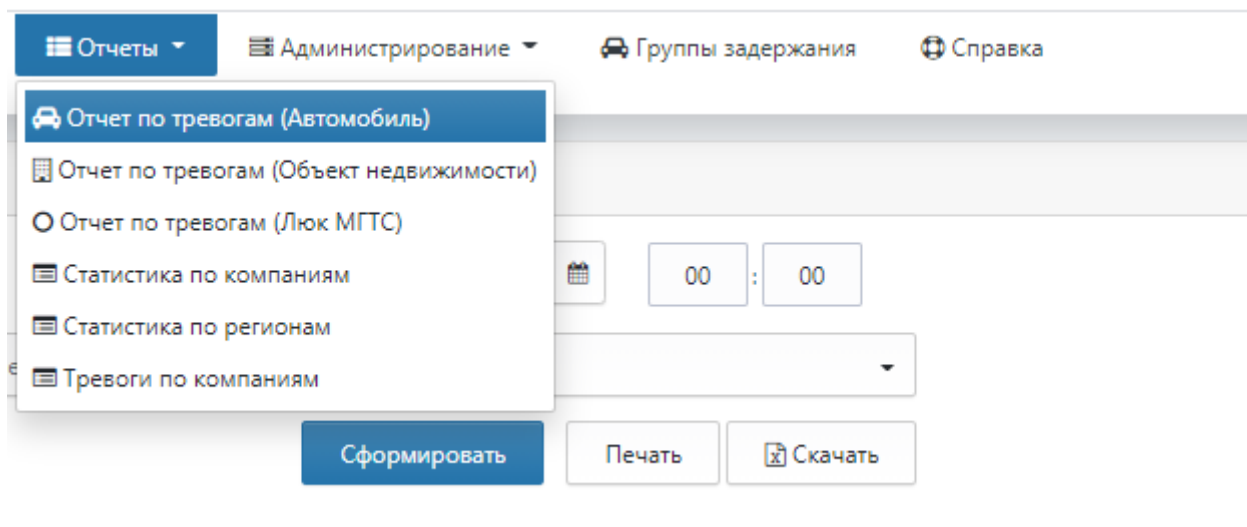 Отчеты Администрирование Группы задержания Справка
Отчет по тревогам (Автомобиль)
Отчет по тревогам (Объект недвижимости)
Отчет по тревогам (Люк МГТС)
Статистика по компаниям 00 : 00
Статистика по регионам
Тревоги по компаниям
Сформировать Печать Скачать